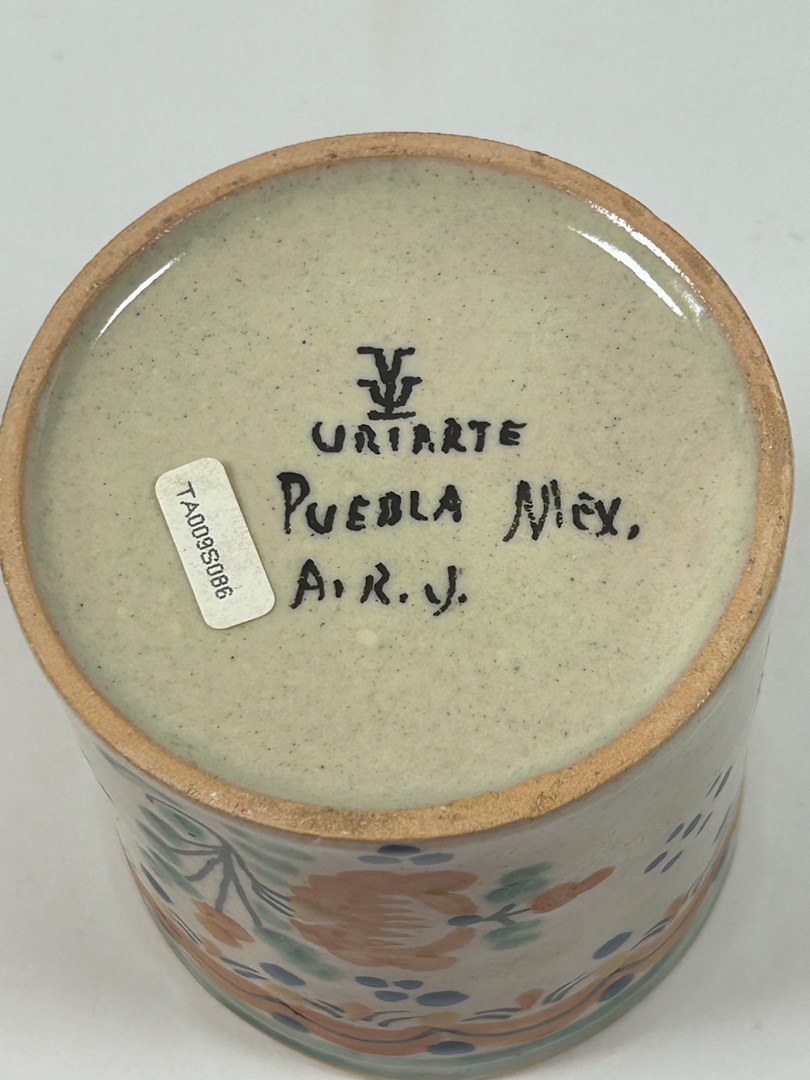 URIARTE
PUEBLA MEX.
A.R.J.
TA009S086